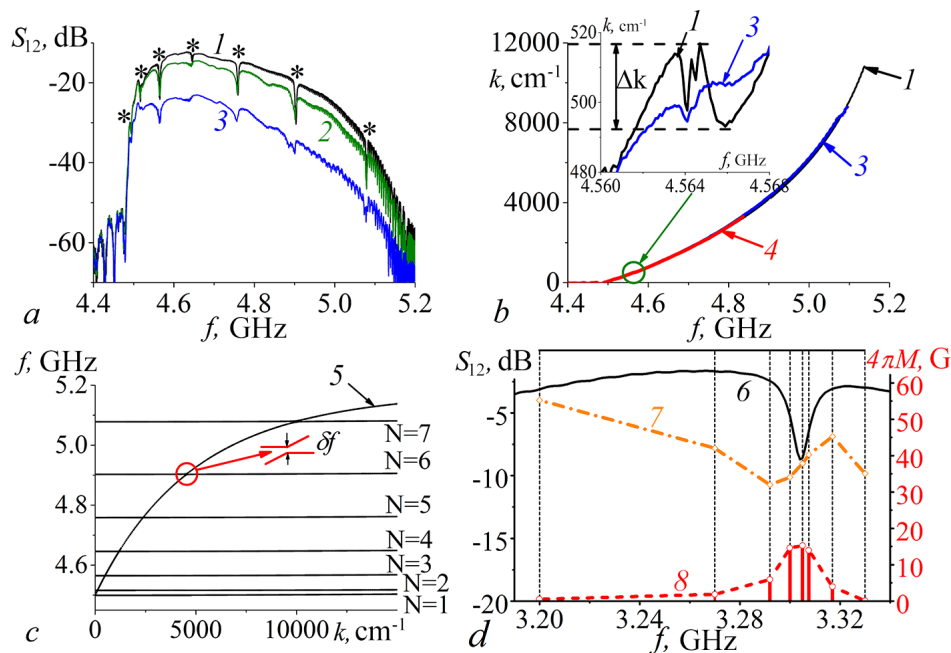 S12, dB
-20
-40
-60
4.4 4.6 4.8 5.0 5.2
f, GHz
a
* * * * * * *
1
2
3
12000
k, cm-1
8000
4000
0
4.4 4.6 4.8 5.0 5.2
f, GHz
b
1
3
4
520
k, cm-1
500
480
4.560 4.564 4.568
f, GHz
Δk
1
3
f, GHz
5.2
5.0
4.8
4.6
0 5000 10000 k, cm-1
c
5
δf
N=7
N=6
N=5
N=4
N=3
N=2
N=1
S12, dB
-5
-10
-15
-20
3.20 3.24 3.28 3.32
f, GHz
d
4πM, G
60
50
40
30
20
10
0
6
7
8